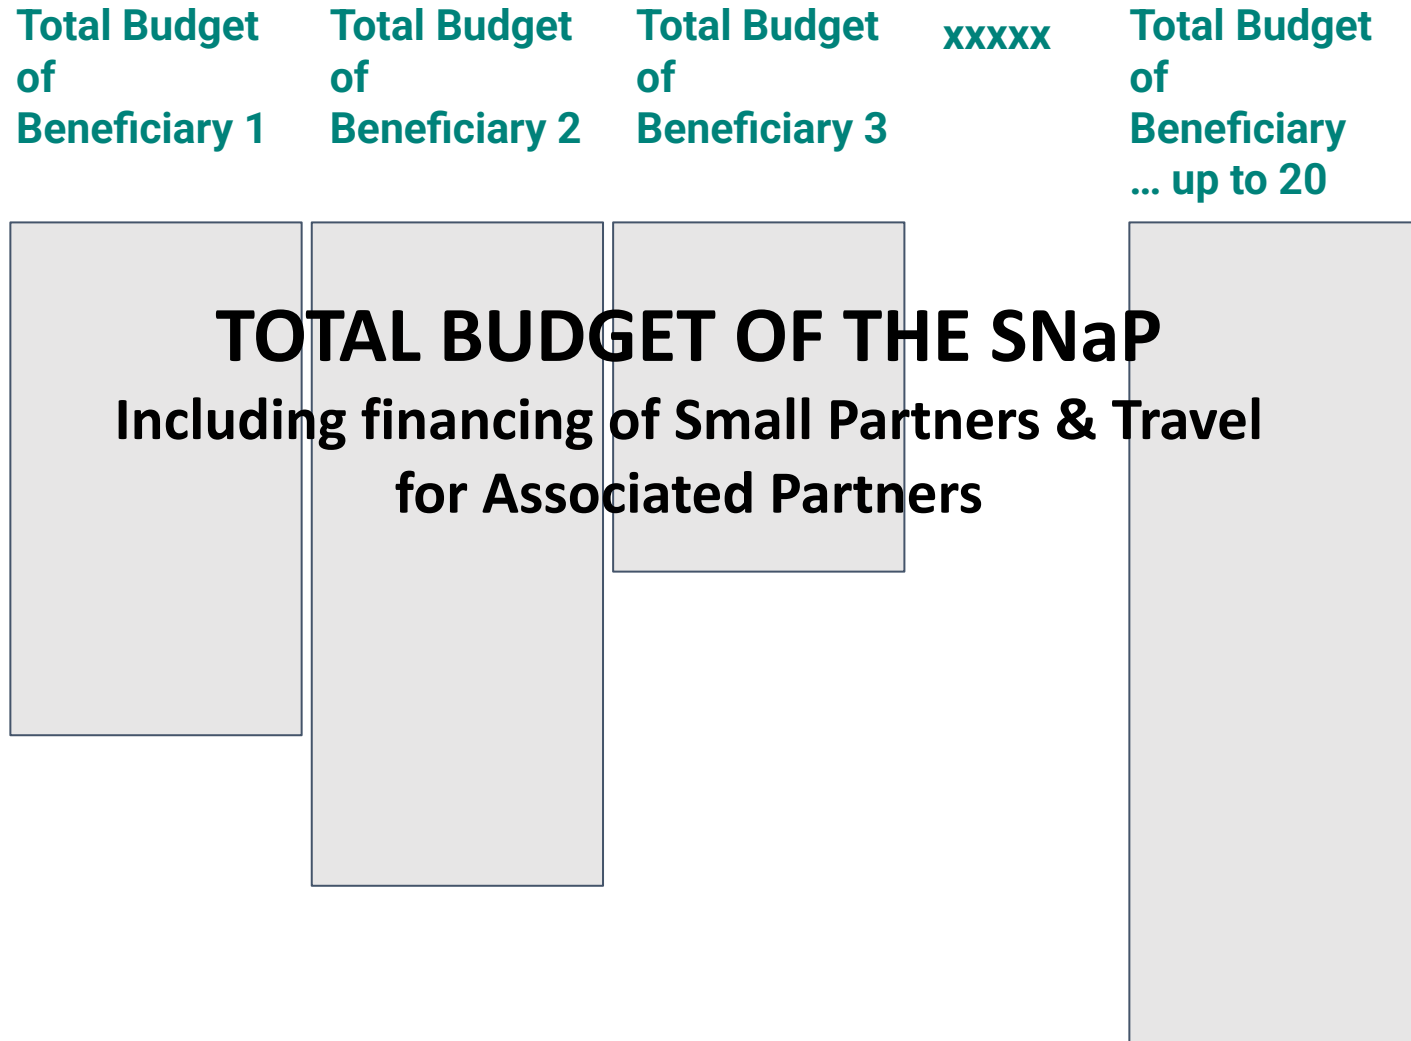 Total Budget
of
Beneficiary 1
Total Budget
of
Beneficiary 2
Total Budget
of
Beneficiary 3
xxxxx
Total Budget
of
Beneficiary
... up to 20
TOTAL BUDGET OF THE SNaP
Including financing of Small Partners & Travel
for Associated Partners